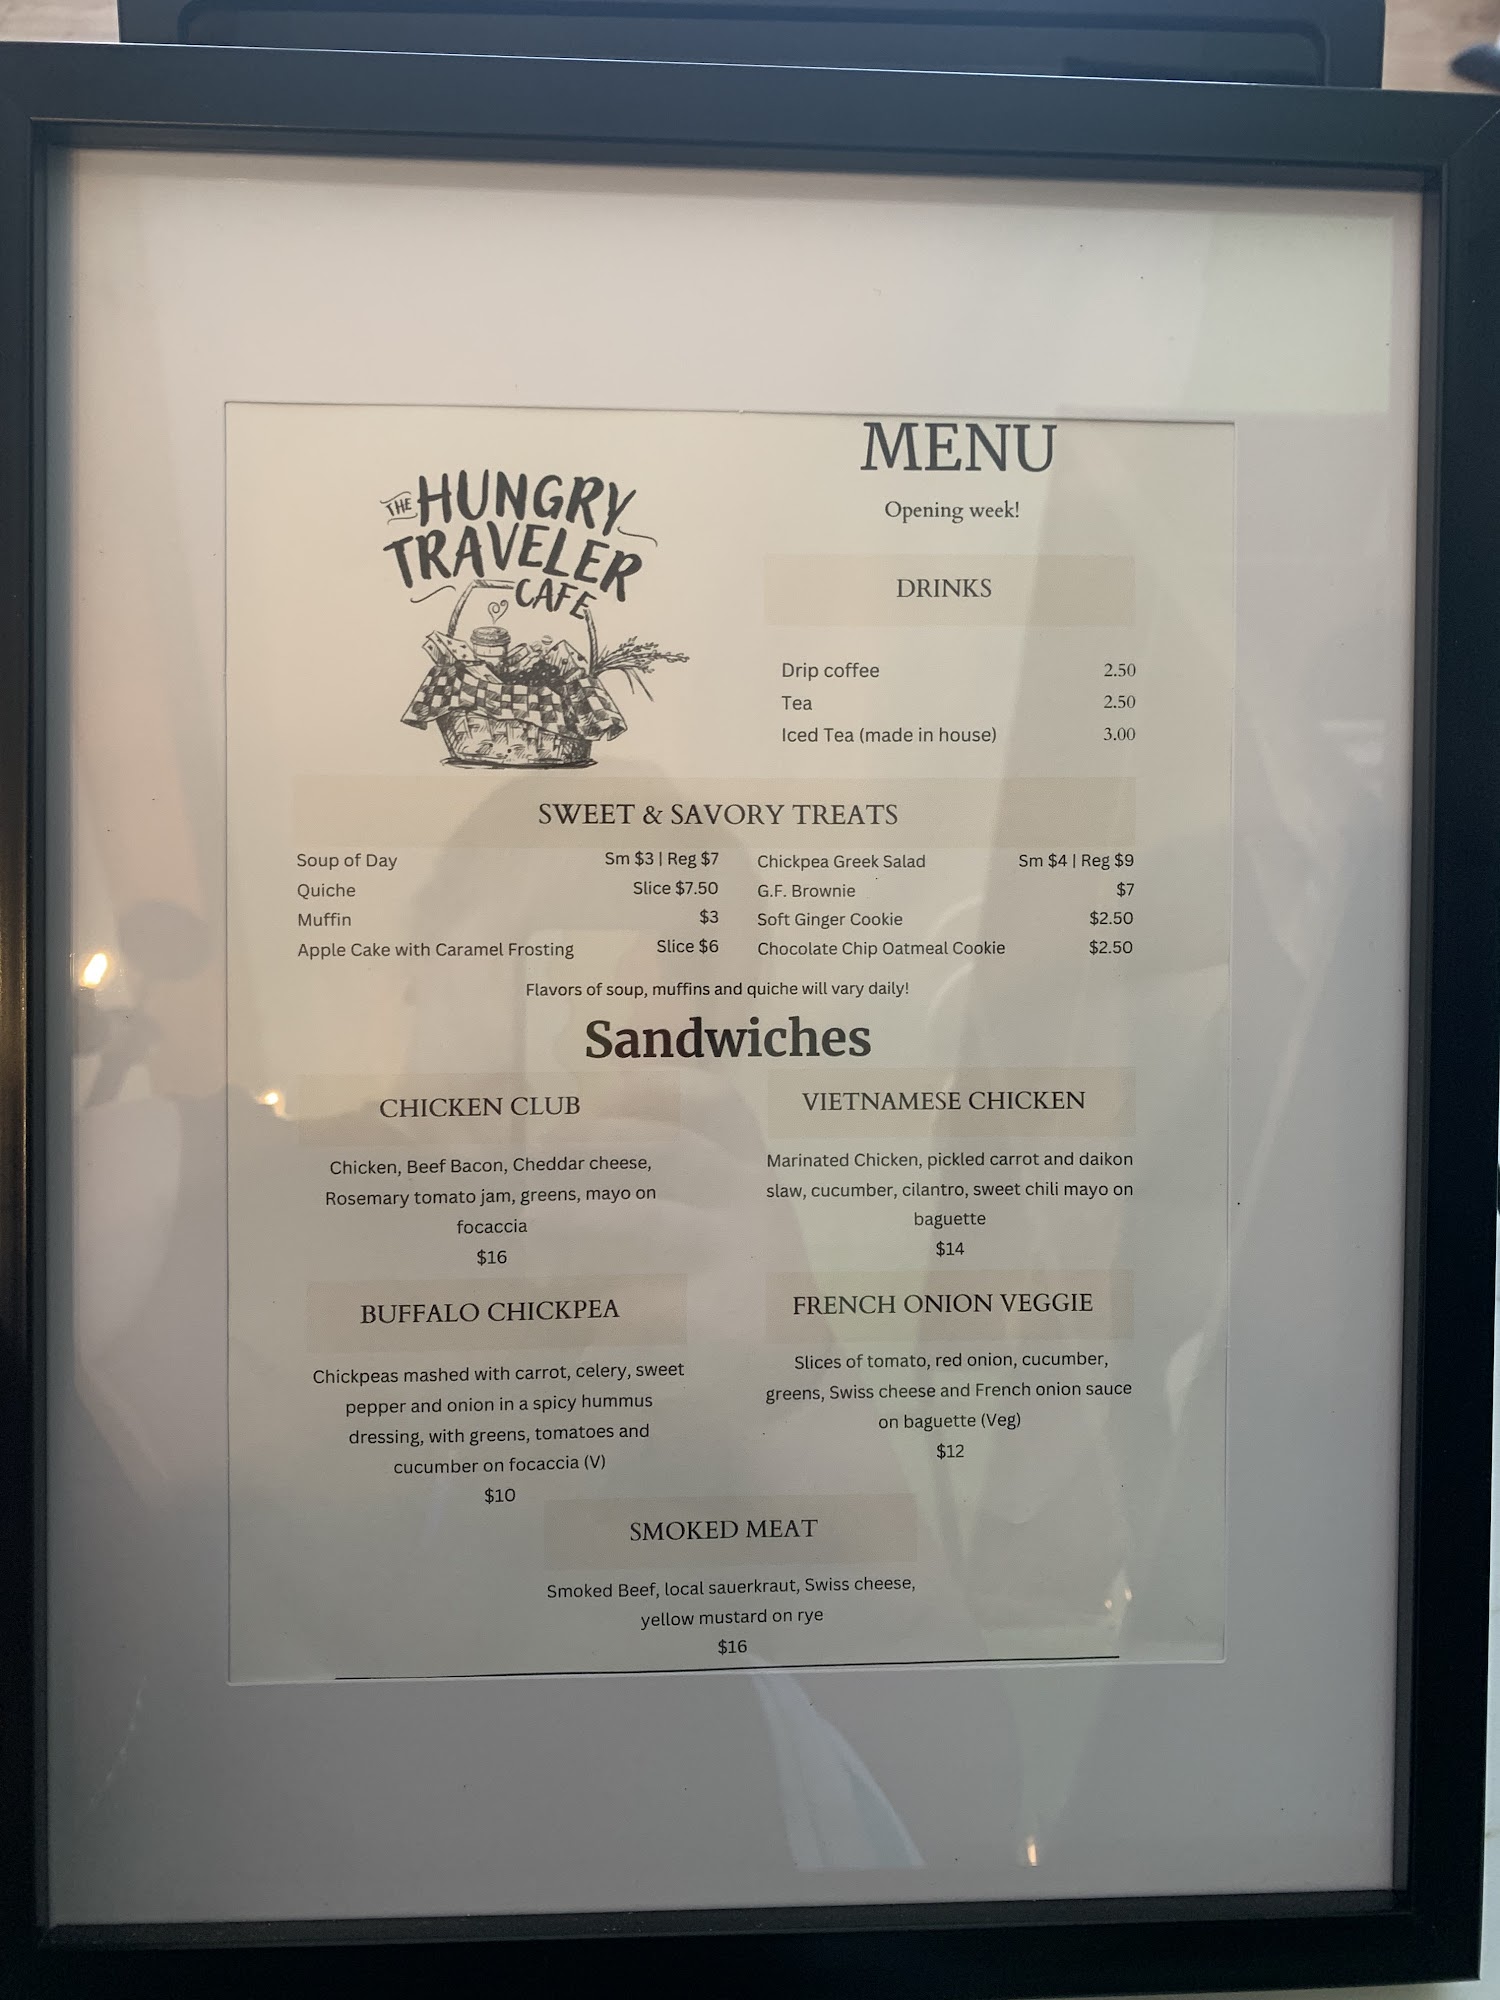 THE HUNGRY
TRAVELER
CAFE
MENU
Opening week!
DRINKS
Drip coffee 2.50
Tea 2.50
Iced Tea (made in house) 3.00
SWEET & SAVORY TREATS
Soup of Day Sm $3 | Reg $7
Quiche Slice $7.50
Muffin $3
Apple Cake with Caramel Frosting Slice $6
Chickpea Greek Salad Sm $4 | Reg $9
G.F. Brownie $7
Soft Ginger Cookie $2.50
Chocolate Chip Oatmeal Cookie $2.50
Flavors of soup, muffins and quiche will vary daily!
Sandwiches
CHICKEN CLUB
Chicken, Beef Bacon, Cheddar cheese,
Rosemary tomato jam, greens, mayo on
focaccia
$16
VIETNAMESE CHICKEN
Marinated Chicken, pickled carrot and daikon
slaw, cucumber, cilantro, sweet chili mayo on
baguette
$14
BUFFALO CHICKPEA
Chickpeas mashed with carrot, celery, sweet
pepper and onion in a spicy hummus
dressing, with greens, tomatoes and
cucumber on focaccia (V)
$10
FRENCH ONION VEGGIE
Slices of tomato, red onion, cucumber,
greens, Swiss cheese and French onion sauce
on baguette (Veg)
$12
SMOKED MEAT
Smoked Beef, local sauerkraut, Swiss cheese,
yellow mustard on rye
$16